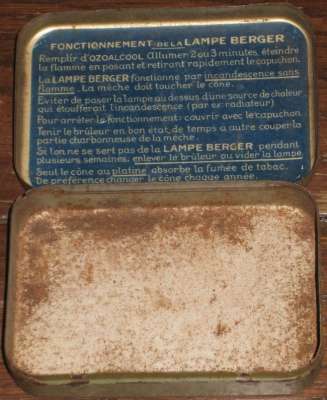 FONCTIONNEMENT DE LA LAMPE BERGER
Remplir d'OZOALCOOL Allumer 2 ou 3 minutes, éteindre
la flamme en posant et retirant rapidement le capuchon.
La LAMPE BERGER fonctionne par incandescence sans
flamme. La mèche doit toucher le cône.
Eviter de poser la lampe au dessus d'une source de chaleur
qui étoufferait l'incandescence (par ex: radiateur)
Pour arrêter le fonctionnement: couvrir avec le capuchon.
Tenir le brûleur en bon état, de temps à autre couper la
partie charbonneuse de la mèche.
Si l'on ne se sert pas de la LAMPE BERGER pendant
plusieurs semaines, enlever le brûleur ou vider la lampe
Seul le cône au platine absorbe la fumée de tabac.
De préférence changer le cône chaque année.